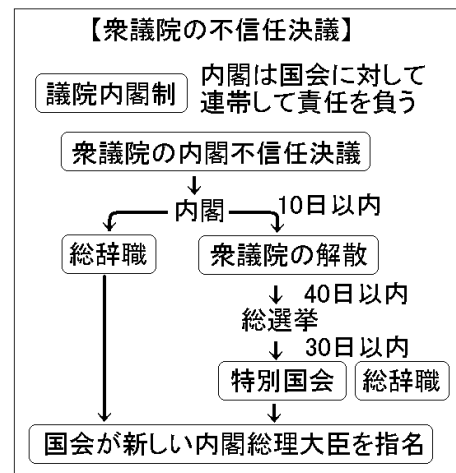 【衆議院の不信任決議】
議院内閣制
内閣は国会に対して
連帯して責任を負う
衆議院の内閣不信任決議
内閣
10日以内
総辞職
衆議院の解散
40日以内
総選挙
30日以内
特別国会
総辞職
国会が新しい内閣総理大臣を指名